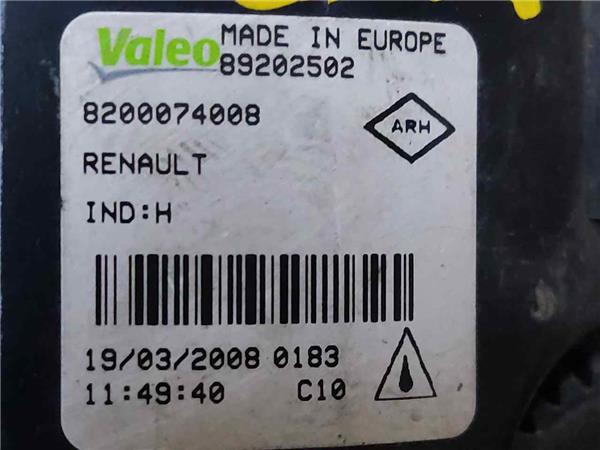 Valeo MADE IN EUROPE
89202502
8200074008
ARH
RENAULT
IND:H
19/03/2008 0183
11:49:40 C10